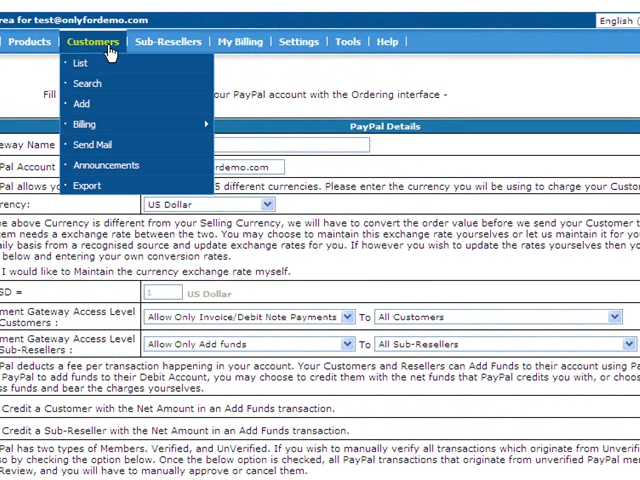 rea for test@onlyfordemo.com
English (
Products | Customers | Sub-Resellers | My Billing | Settings | Tools | Help |
List
Search
Add
Billing
Send Mail
Announcements
Export
Fill
our PayPal account with the Ordering interface -
PayPal Details
eway Name
pal Account
rdemo.com
pal allows yo
5 different currencies. Please enter the currency you will be using to charge your Custo
rency:
US Dollar
e above Currency is different from your Selling Currency, we will have to convert the order value before we send your Customer t
tem needs a exchange rate between the two. You may choose to maintain this exchange rate yourselves or let us maintain it for yo
aily basis from a recognised source and update exchange rates for you. If however you wish to update the rates yourselves then yo
below and entering your own conversion rates.
I would like to Maintain the currency exchange rate myself.
SD =
1
US Dollar
ment Gateway Access Level
Customers :
Allow Only Invoice/Debit Note Payments
To
All Customers
ment Gateway Access Level
Sub-Resellers :
Allow Only Add funds
To
All Sub-Resellers
Pal deducts a fee per transaction happening in your account. Your Customers and Resellers can Add Funds to their account using Pa
PayPal to add funds to their Debit Account, you may choose to credit them with the net funds that PayPal credits you with, or choo
ss funds and bear the charges yourselves.
Credit a Customer with the Net Amount in an Add Funds transaction.
Credit a Sub-Reseller with the Net Amount in an Add Funds transaction.
Pal has two types of Members. Verified, and UnVerified. If you wish to manually verify all transactions which originate from Unverifi
so by checking the option below. Once the below option is checked, all PayPal transactions that originate from unverified PayPal me
Review, and you will have to manually approve or cancel them.